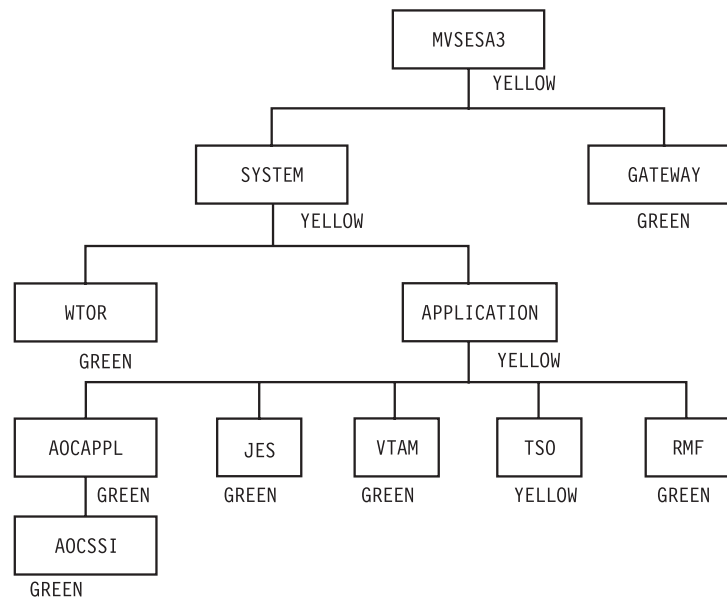 MVSESA3
YELLOW
SYSTEM
GATEWAY
YELLOW
GREEN
WTOR
APPLICATION
GREEN
YELLOW
AOCAPPL
JES
VTAM
TSO
RMF
GREEN
GREEN
GREEN
YELLOW
GREEN
AOCSSI
GREEN